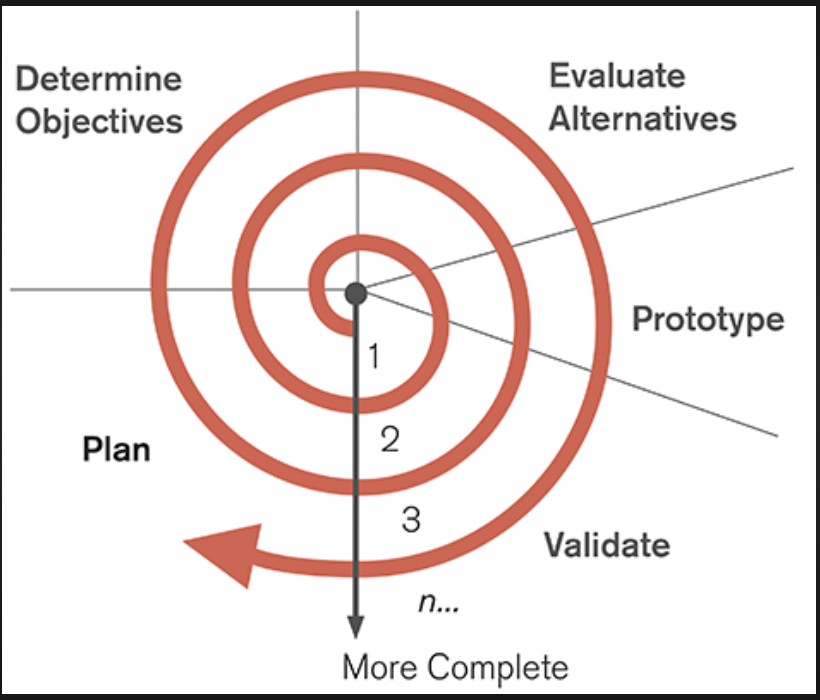 Determine
Objectives
Evaluate
Alternatives
Prototype
1
2
Plan
3
Validate
n...
More Complete